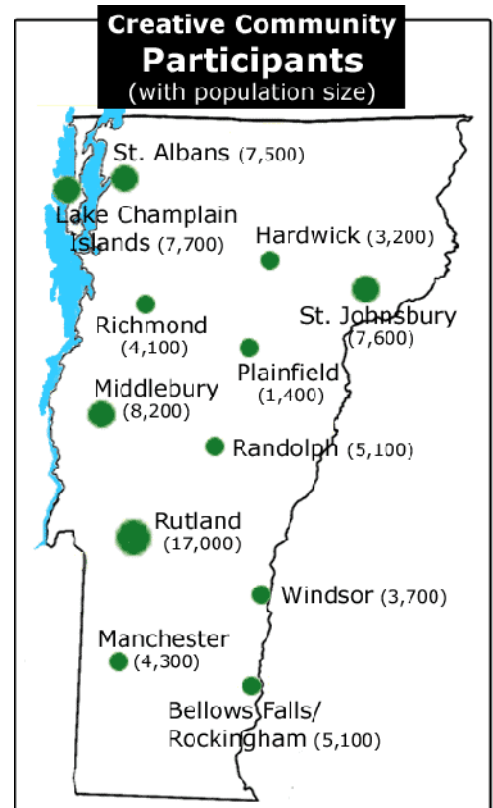 Creative Community
Participants
(with population size)
St. Albans (7,500)
Lake Champlain
Islands (7,700)
Hardwick (3,200)
Richmond
(4,100)
St. Johnsbury
(7,600)
Plainfield
(1,400)
Middlebury
(8,200)
Randolph (5,100)
Rutland
(17,000)
Windsor (3,700)
Manchester
(4,300)
Bellows Falls/
Rockingham (5,100)